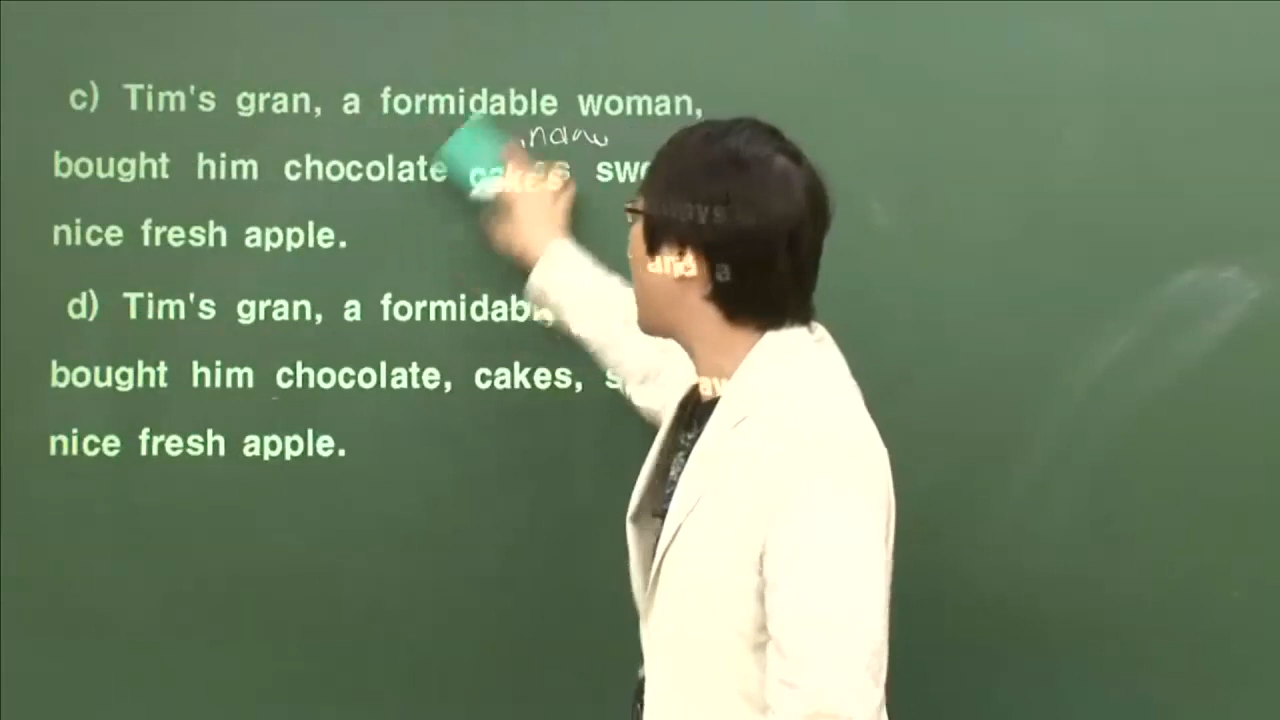 c) Tim's gran, a formidable woman,
bought him chocolate cakes and a
nice fresh apple.
d) Tim's gran, a
bought him chocolate, cakes,
nice fresh apple.